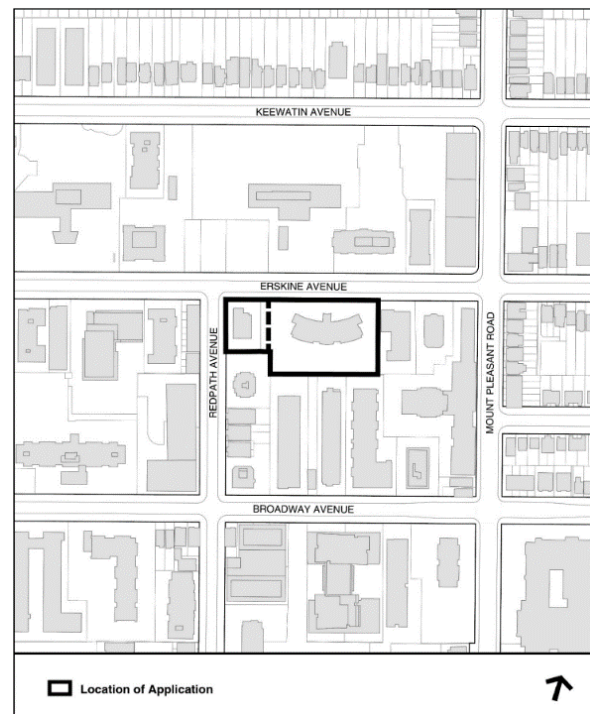 KEEWATIN AVENUE
ERSKINE AVENUE
REDPATH AVENUE
MOUNT PLEASANT ROAD
BROADWAY AVENUE
Location of Application